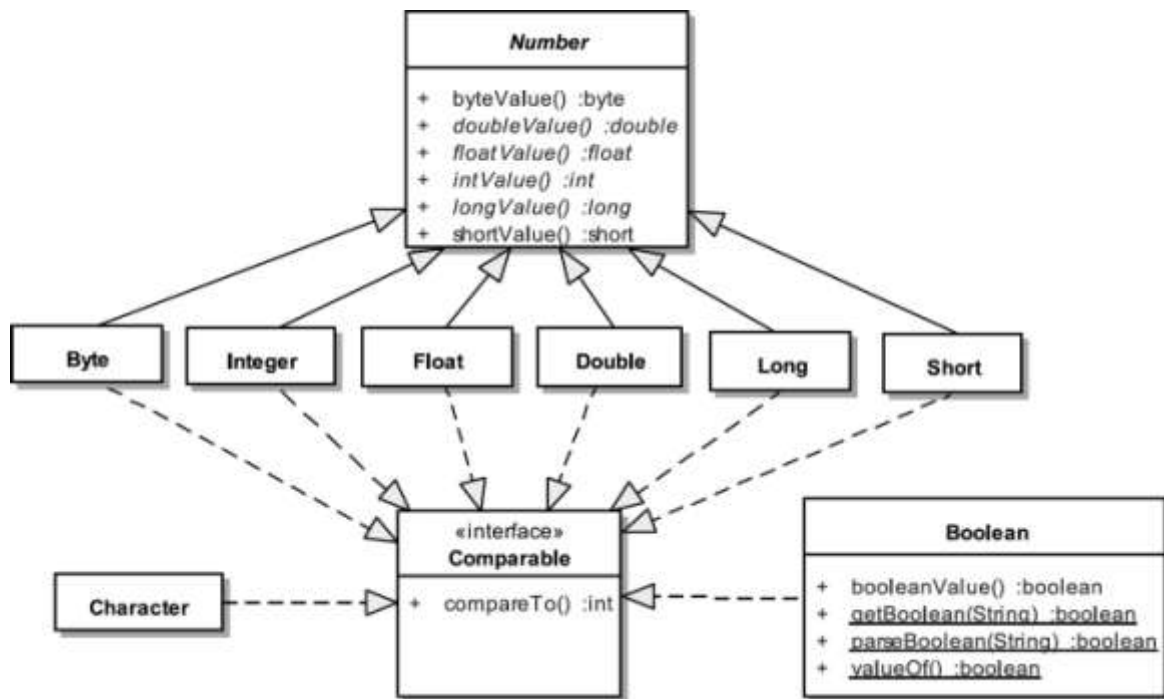 Number
+ byteValue() :byte
+ doubleValue() :double
+ floatValue() :float
+ intValue() :int
+ longValue() :long
+ shortValue() :short
Byte
Integer
Float
Double
Long
Short
«interface»
Comparable
+ compareTo() :int
Character
Boolean
+ booleanValue() :boolean
+ getBoolean(String) :boolean
+ parseBoolean(String) :boolean
+ valueOf() :boolean